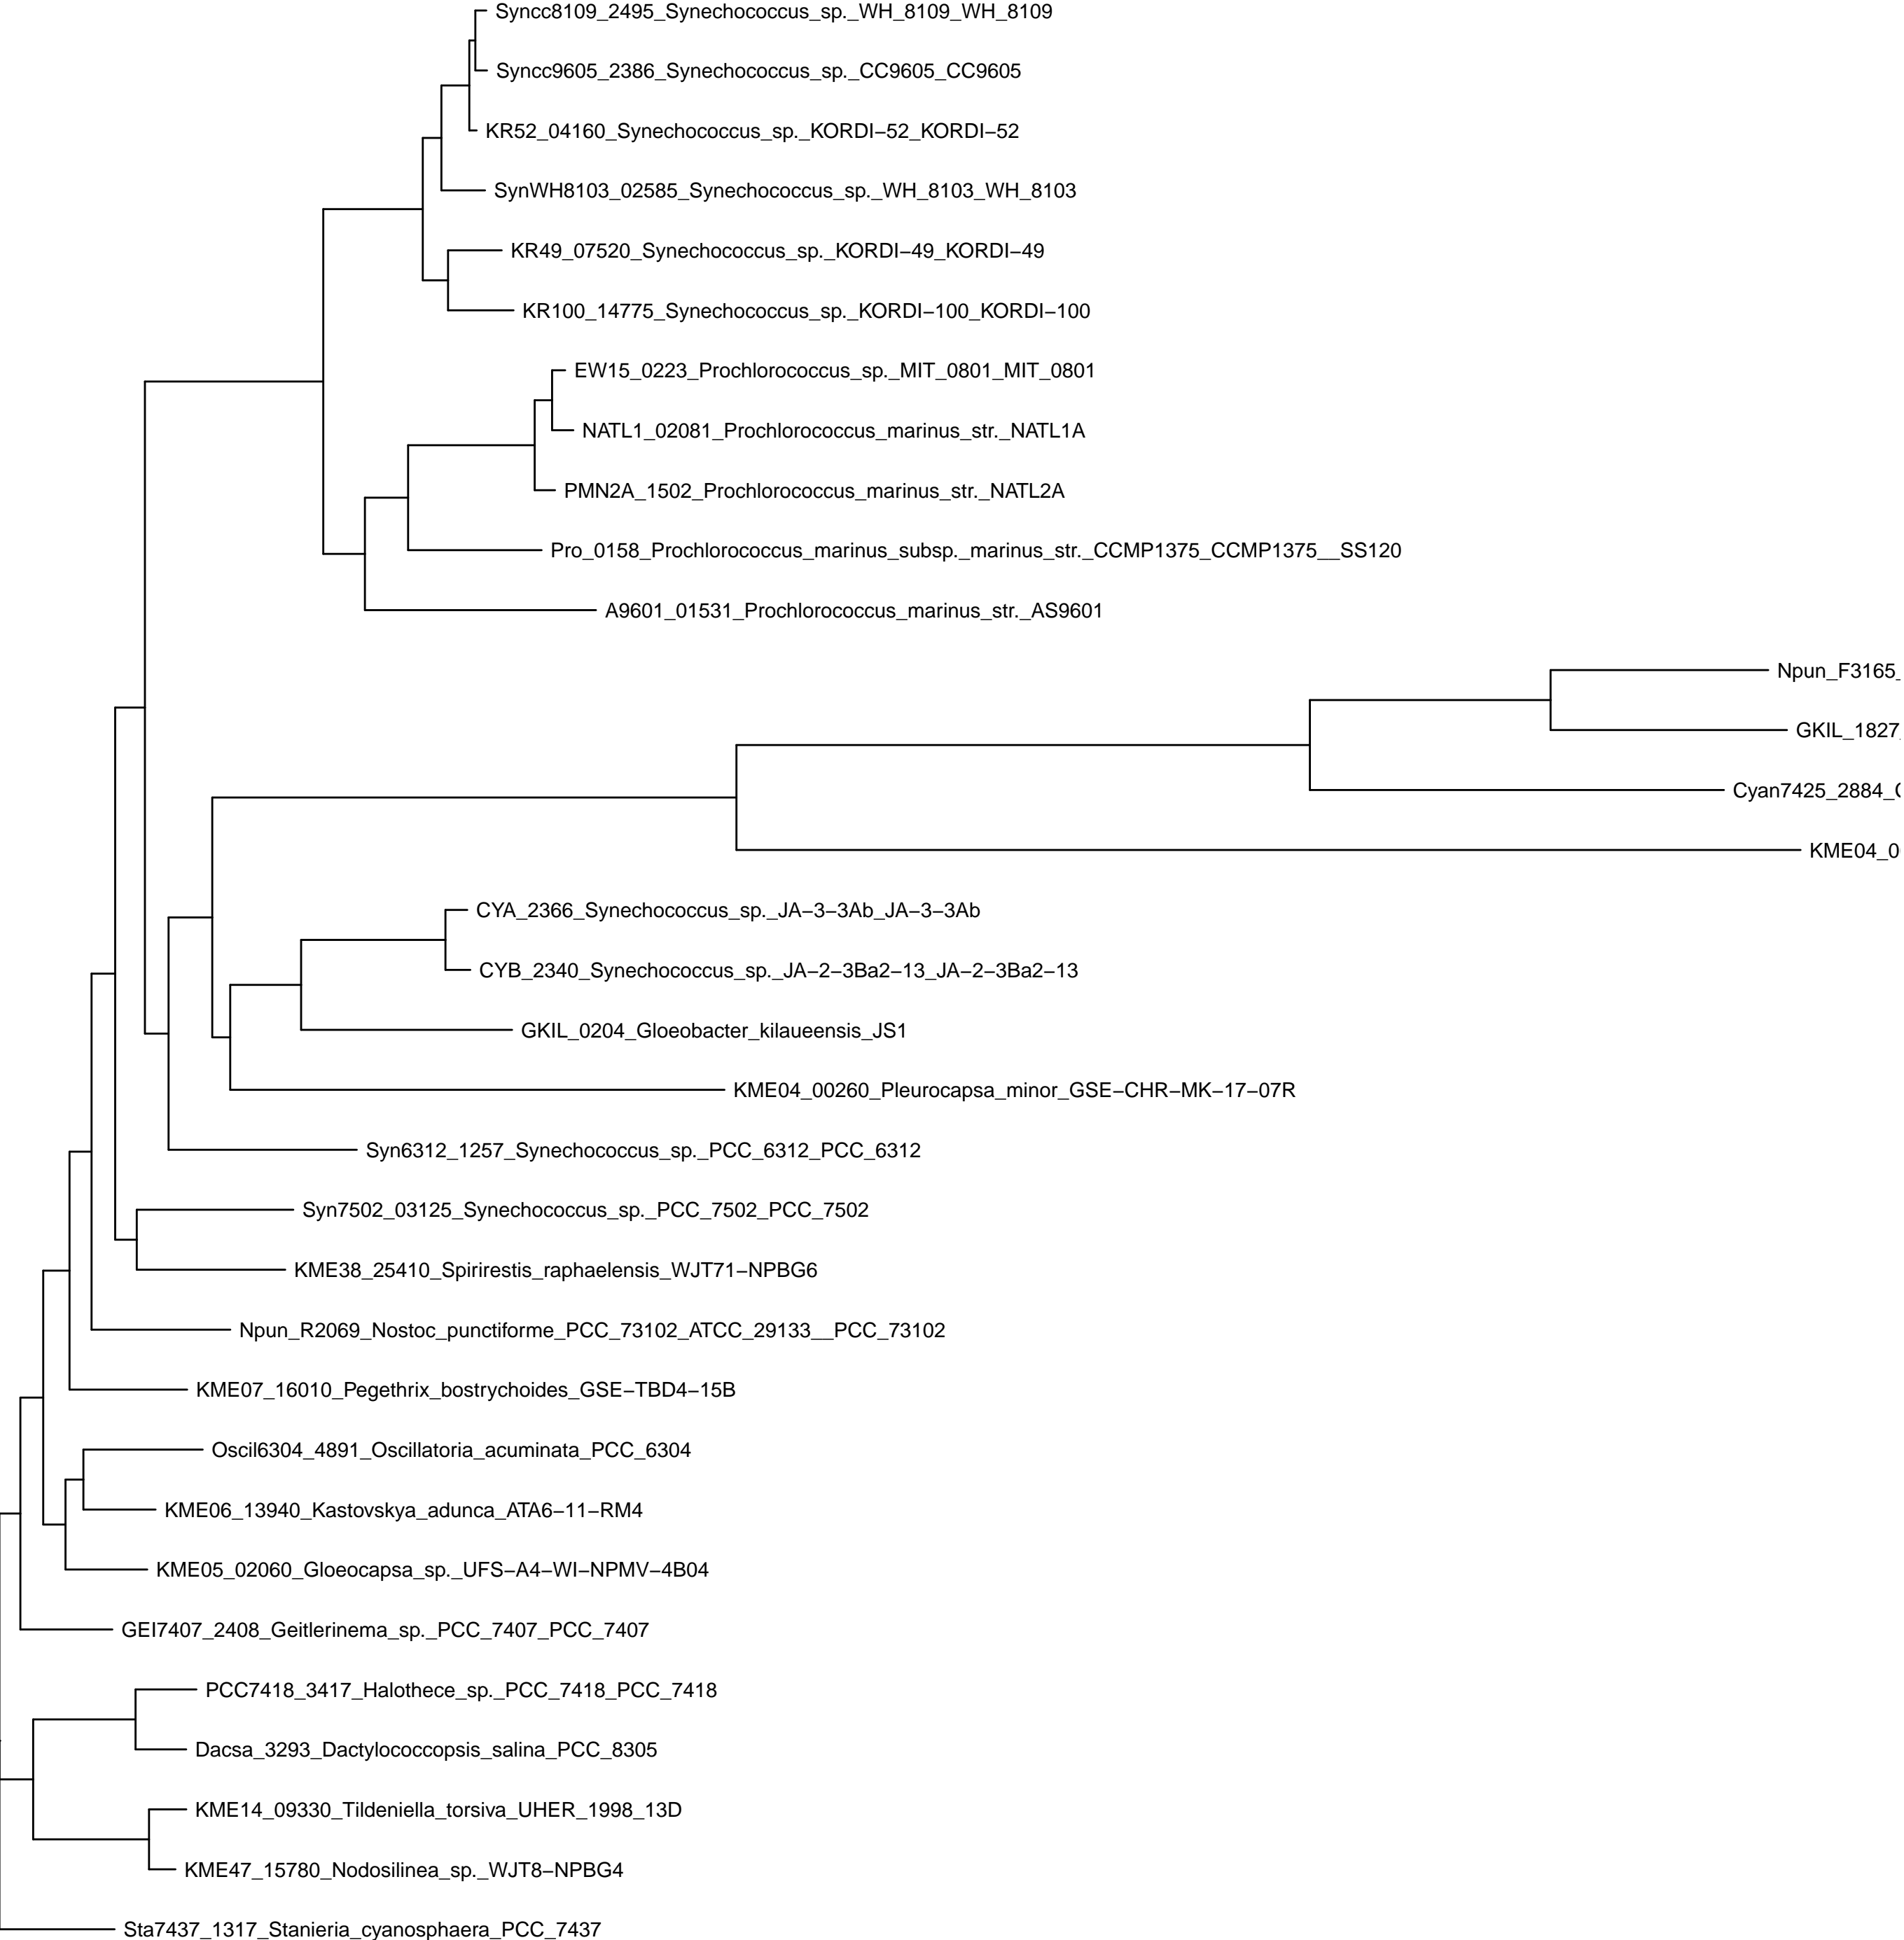 Syncc8109_2495_Synechococcus_sp._WH_8109_WH_8109
Syncc9605_2386_Synechococcus_sp._CC9605_CC9605
KR52_04160_Synechococcus_sp._KORDI−52_KORDI−52
SynWH8103_02585_Synechococcus_sp._WH_8103_WH_8103
KR49_07520_Synechococcus_sp._KORDI−49_KORDI−49
KR100_14775_Synechococcus_sp._KORDI−100_KORDI−100
EW15_0223_Prochlorococcus_sp._MIT_0801_MIT_0801
NATL1_02081_Prochlorococcus_marinus_str._NATL1A
PMN2A_1502_Prochlorococcus_marinus_str._NATL2A
Pro_0158_Prochlorococcus_marinus_subsp._marinus_str._CCMP1375_CCMP1375__SS120
A9601_01531_Prochlorococcus_marinus_str._AS9601
Npun_F3165_
GKIL_1827_
Cyan7425_2884_
KME04_0
CYA_2366_Synechococcus_sp._JA−3−3Ab_JA−3−3Ab
CYB_2340_Synechococcus_sp._JA−2−3Ba2−13_JA−2−3Ba2−13
GKIL_0204_Gloeobacter_kilaueensis_JS1
KME04_00260_Pleurocapsa_minor_GSE−CHR−MK−17−07R
Syn6312_1257_Synechococcus_sp._PCC_6312_PCC_6312
Syn7502_03125_Synechococcus_sp._PCC_7502_PCC_7502
KME38_25410_Spirirestis_raphaelensis_WJT71−NPBG6
Npun_R2069_Nostoc_punctiforme_PCC_73102_ATCC_29133__PCC_73102
KME07_16010_Pegethrix_bostrychoides_GSE−TBD4−15B
Oscil6304_4891_Oscillatoria_acuminata_PCC_6304
KME06_13940_Kastovskya_adunca_ATA6−11−RM4
KME05_02060_Gloeocapsa_sp._UFS−A4−WI−NPMV−4B04
GEI7407_2408_Geitlerinema_sp._PCC_7407_PCC_7407
PCC7418_3417_Halothece_sp._PCC_7418_PCC_7418
Dacsa_3293_Dactylococcopsis_salina_PCC_8305
KME14_09330_Tildeniella_torsiva_UHER_1998_13D
KME47_15780_Nodosilinea_sp._WJT8−NPBG4
Sta7437_1317_Stanieria_cyanosphaera_PCC_7437